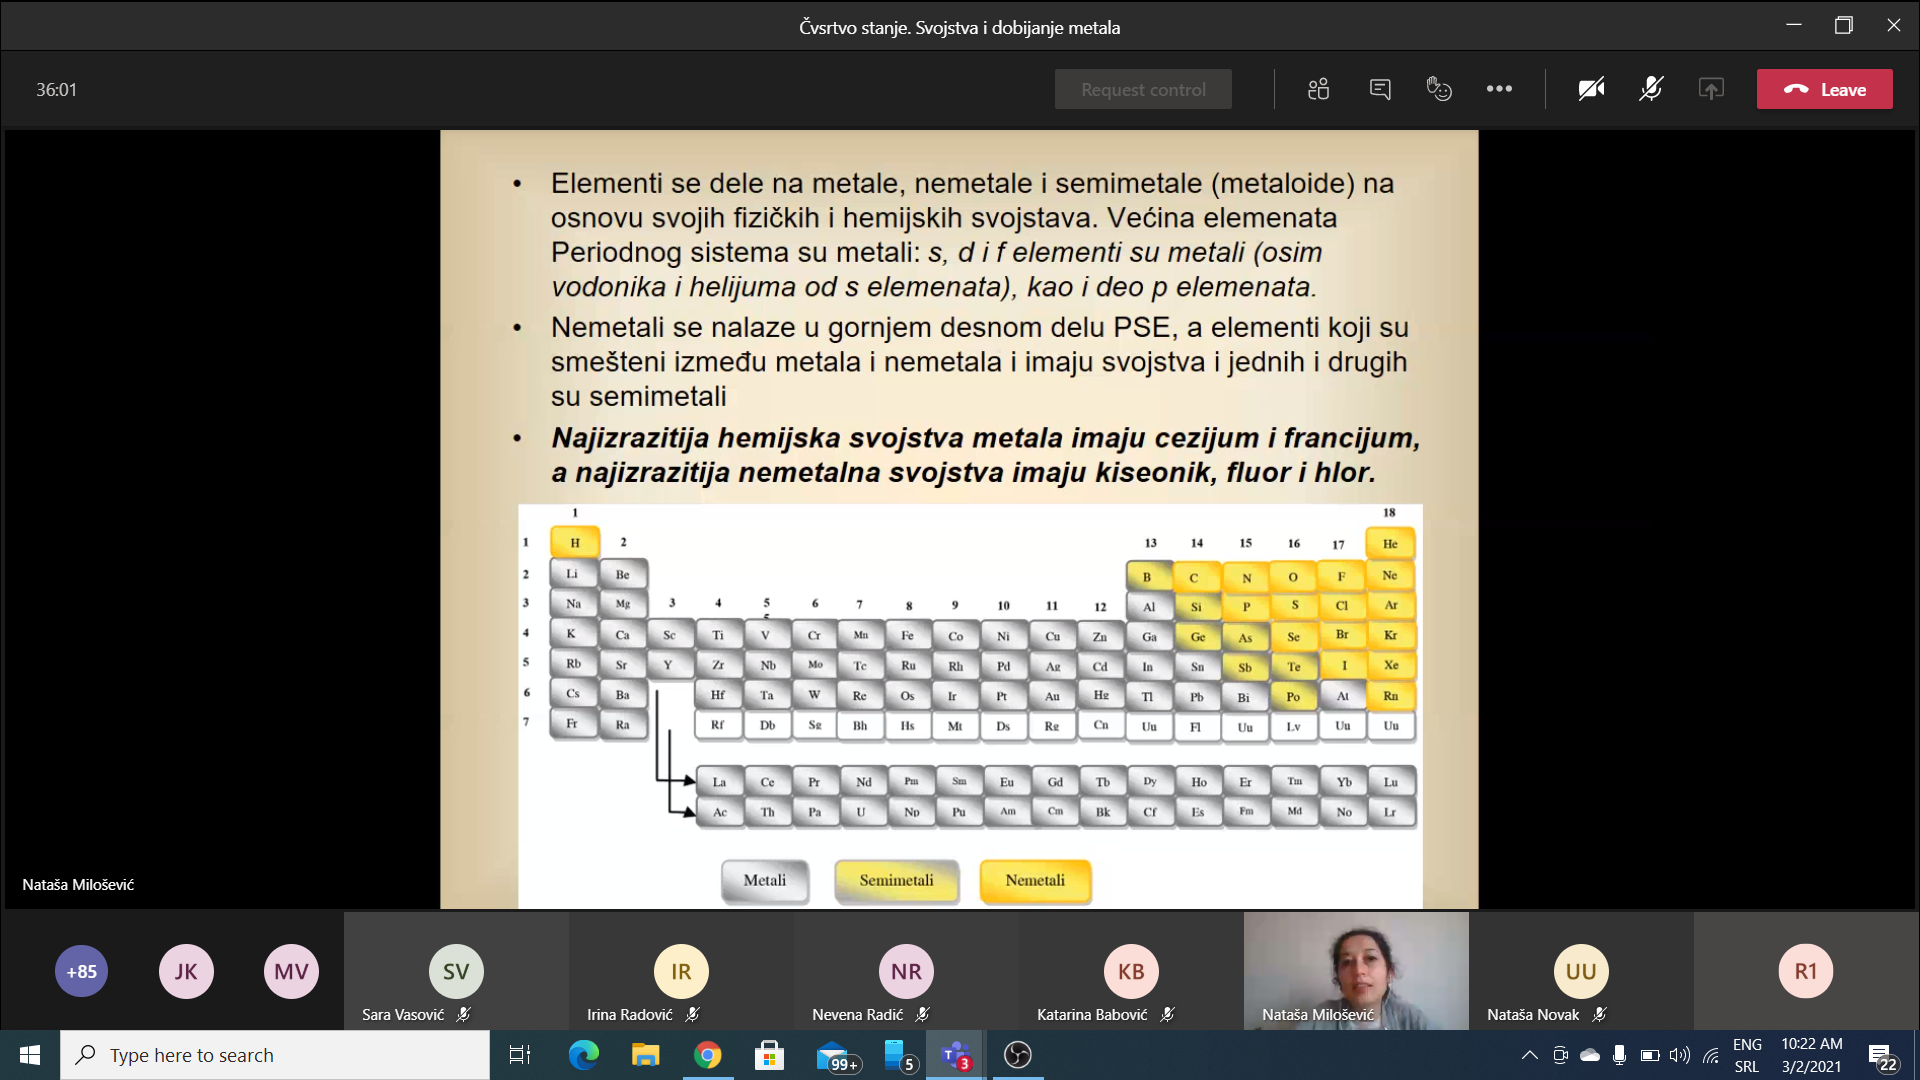 Čvsrtvo stanje. Svojstva i dobijanje metala
36:01
Request control
Leave
• Elementi se dele na metale, nemetale i semimetale (metaloide) na
osnovu svojih fizičkih i hemijskih svojstava. Većina elemenata
Periodnog sistema su metali: s, d i f elementi su metali (osim
vodonika i helijuma od s elemenata), kao i deo p elemenata.
• Nemetali se nalaze u gornjem desnom delu PSE, a elementi koji su
smešteni između metala i nemetala i imaju svojstva i jednih i drugih
su semimetali
• Najizrazitija hemijska svojstva metala imaju cezijum i francijum,
a najizrazitija nemetalna svojstva imaju kiseonik, fluor i hlor.
1 18
1 H 2 13 14 15 16 17 He
2 Li Be B C N O F Ne
3 Na Mg 3 4 5 6 7 8 9 10 11 12 Al Si P S Cl Ar
4 K Ca Sc Ti V Cr Mn Fe Co Ni Cu Zn Ga Ge As Se Br Kr
5 Rb Sr Y Zr Nb Mo Tc Ru Rh Pd Ag Cd In Sn Sb Te I Xe
6 Cs Ba Hf Ta W Re Os Ir Pt Au Hg Tl Pb Bi Po At Rn
7 Fr Ra Rf Db Sg Bh Hs Mt Ds Rg Cn Uu Fl Uu Lv Uu Uu
La Ce Pr Nd Pm Sm Eu Gd Tb Dy Ho Er Tm Yb Lu
Ac Th Pa U Np Pu Am Cm Bk Cf Es Fm Md No Lr
Metali Semimetali Nemetali
Nataša Milošević
+85 JK MV SV IR NR KB UU R1
Sara Vasović Irina Radović Nevena Radić Katarina Babović Nataša Milošević Nataša Novak
Type here to search
99+ 5 3
ENG 10:22 AM
SRL 3/2/2021 22